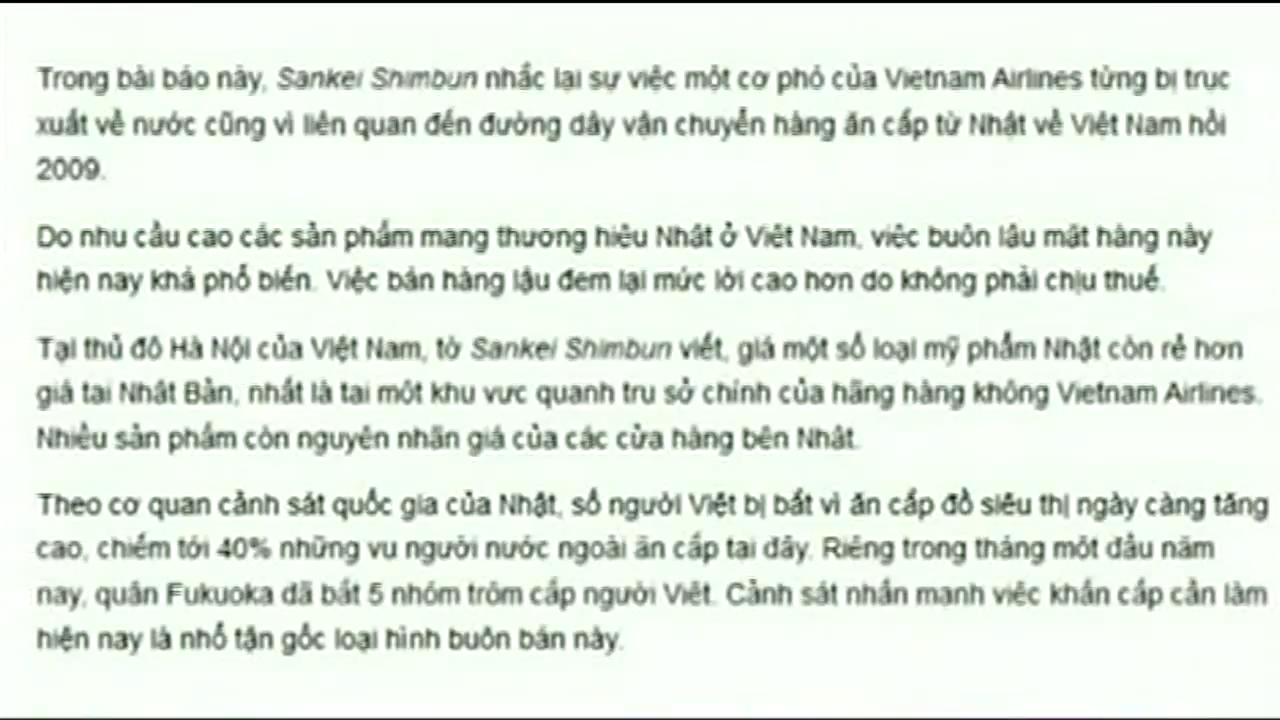 Trong bài báo này, Sankei Shimbun nhắc lại sự việc một cơ phó của Vietnam Airlines từng bị trục
xuất về nước cũng vì liên quan đến đường dây vận chuyển hàng ăn cắp từ Nhật về Việt Nam hồi
2009.
Do nhu cầu cao các sản phẩm mang thương hiệu Nhật ở Việt Nam, việc buôn lậu mặt hàng này
hiện nay khá phổ biến. Việc bán hàng lậu đem lại mức lời cao hơn do không phải chịu thuế.
Tại thủ đô Hà Nội của Việt Nam, tờ Sankei Shimbun viết, giá một số loại mỹ phẩm Nhật còn rẻ hơn
giá tại Nhật Bản, nhất là tại một khu vực quanh trụ sở chính của hãng hàng không Vietnam Airlines.
Nhiều sản phẩm còn nguyên nhãn giá của các cửa hàng bên Nhật.
Theo cơ quan cảnh sát quốc gia của Nhật, số người Việt bị bắt vì ăn cắp đồ siêu thị ngày càng tăng
cao, chiếm tới 40% những vụ người nước ngoài ăn cắp tại đây. Riêng trong tháng một đầu năm
nay, quận Fukuoka đã bắt 5 nhóm trộm cắp người Việt. Cảnh sát nhấn mạnh việc khẩn cấp cần làm
hiện nay là nhổ tận gốc loại hình buôn bán này.